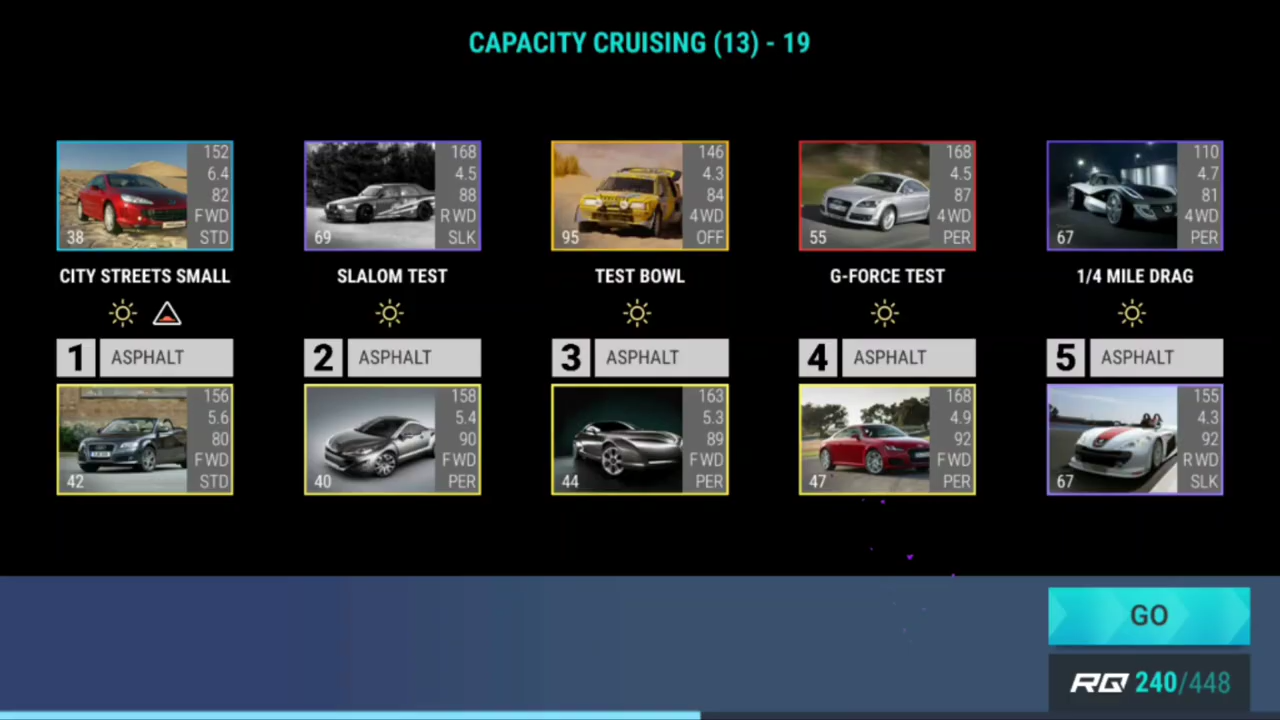 CAPACITY CRUISING (13) - 19
152
6.4
82
FWD
38 STD
168
4.5
88
RWD
69 SLK
146
4.3
84
4WD
95 OFF
168
4.5
87
4WD
55 PER
110
4.7
81
4WD
67 PER
CITY STREETS SMALL
SLALOM TEST
TEST BOWL
G-FORCE TEST
1/4 MILE DRAG
1 ASPHALT
2 ASPHALT
3 ASPHALT
4 ASPHALT
5 ASPHALT
156
5.6
80
FWD
42 STD
158
5.4
90
FWD
40 PER
163
5.3
89
FWD
44 PER
168
4.9
92
FWD
47 PER
155
4.3
92
RWD
67 SLK
GO
RQ 240/448